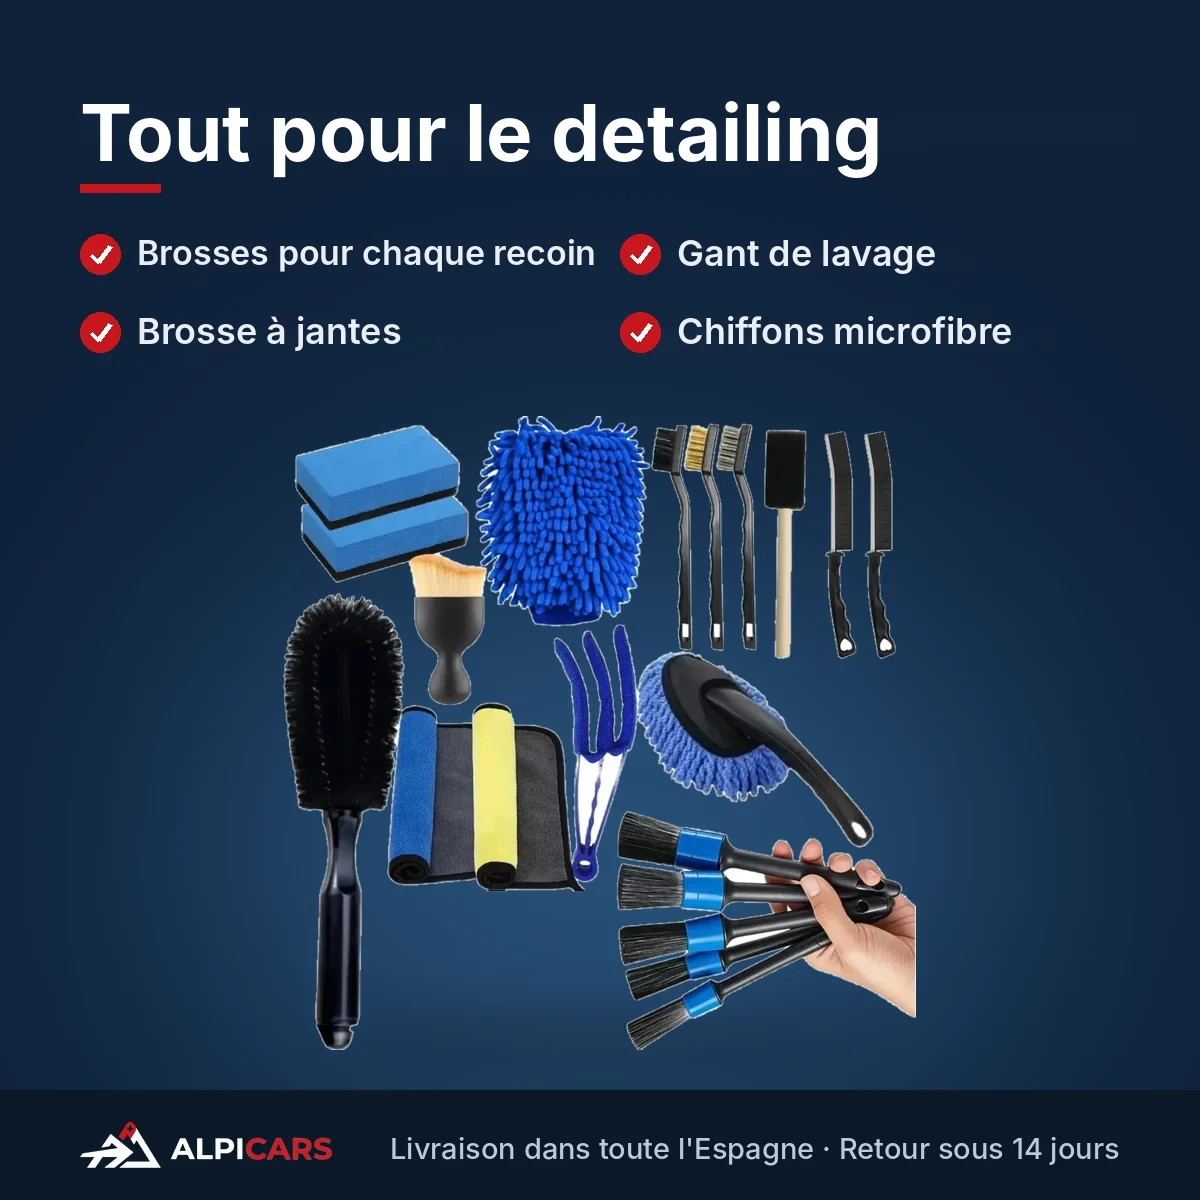 Tout pour le detailing
Brosses pour chaque recoin
Gant de lavage
Brosse à jantes
Chiffons microfibre
ALPICARS
Livraison dans toute l'Espagne · Retour sous 14 jours